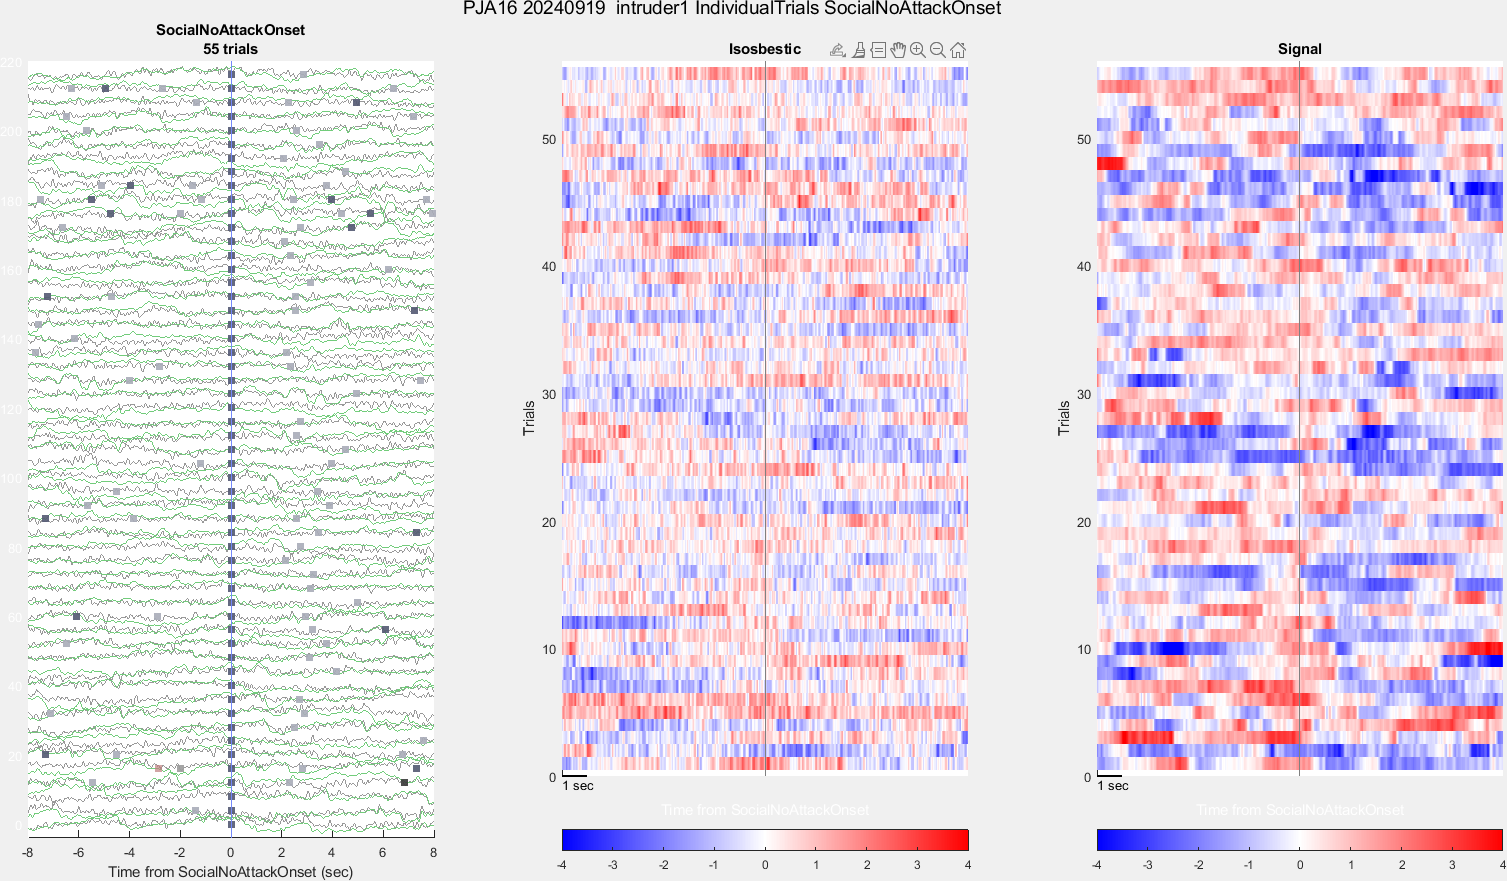 PJA16 20240919  intruder1 IndividualTrials SocialNoAttackOnset
SocialNoAttackOnset
55 trials
220
200
180
160
140
120
100
80
60
40
20
0
-8 -6 -4 -2 0 2 4 6 8
Time from SocialNoAttackOnset (sec)
Isosbestic
Trials
50
40
30
20
10
0
1 sec
Time from SocialNoAttackOnset
-4 -3 -2 -1 0 1 2 3 4
Signal
Trials
50
40
30
20
10
0
1 sec
Time from SocialNoAttackOnset
-4 -3 -2 -1 0 1 2 3 4